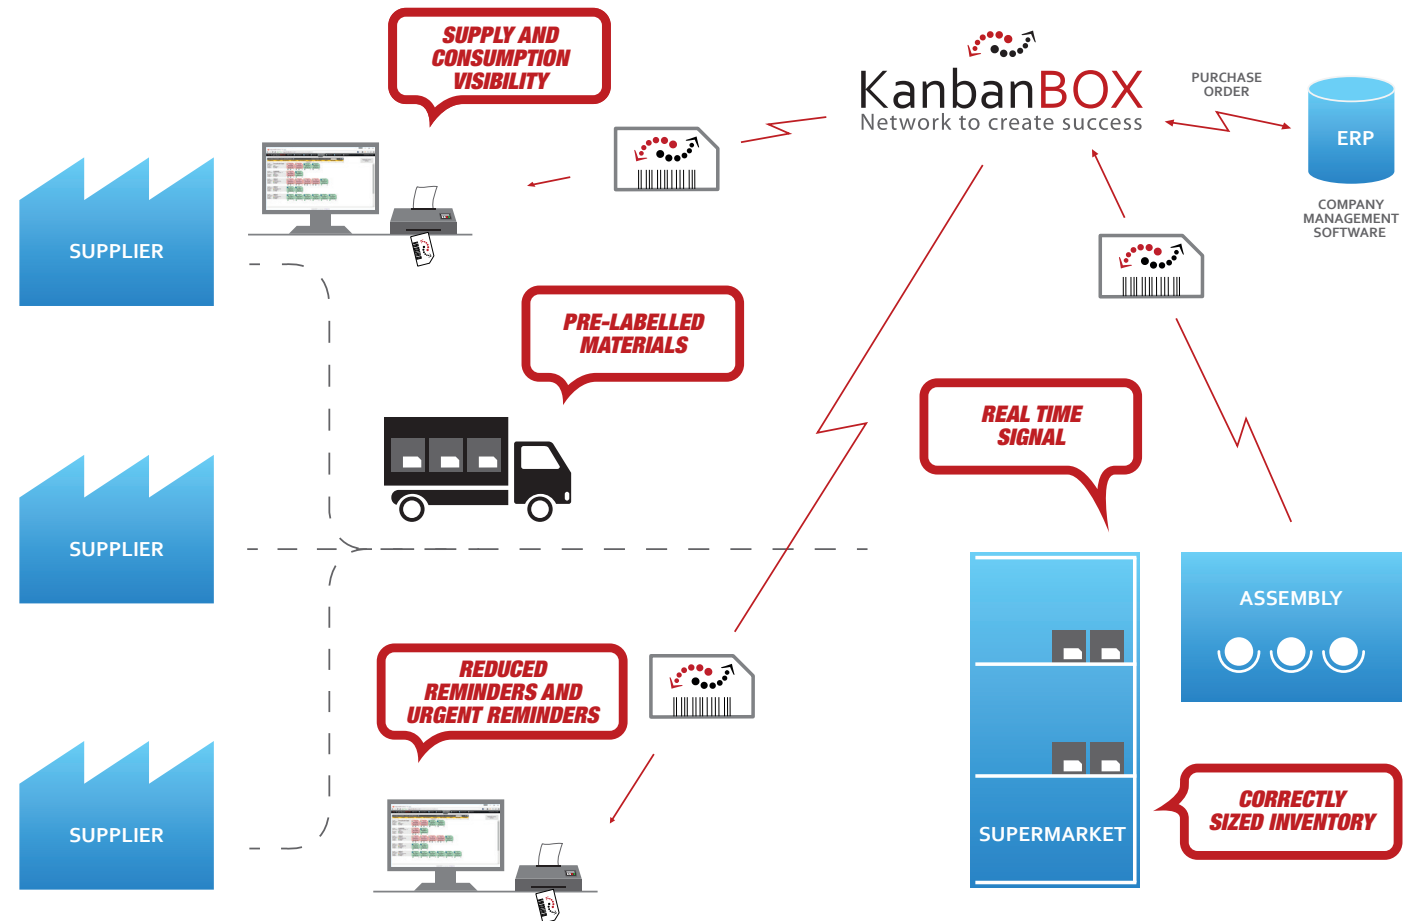 SUPPLY AND
CONSUMPTION
VISIBILITY
KanbanBOX
Network to create success
PURCHASE
ORDER
ERP
COMPANY
MANAGEMENT
SOFTWARE
SUPPLIER
PRE-LABELLED
MATERIALS
REAL TIME
SIGNAL
SUPPLIER
ASSEMBLY
REDUCED
REMINDERS AND
URGENT REMINDERS
SUPPLIER
SUPERMARKET
CORRECTLY
SIZED INVENTORY